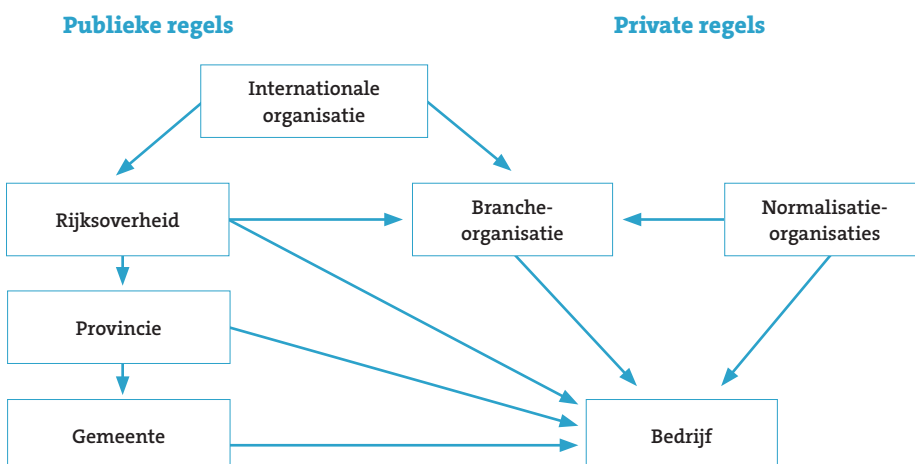 Publieke regels
Private regels
Internationale
organisatie
Rijksoverheid
Branche-
organisatie
Normalisatie-
organisaties
Provincie
Gemeente
Bedrijf